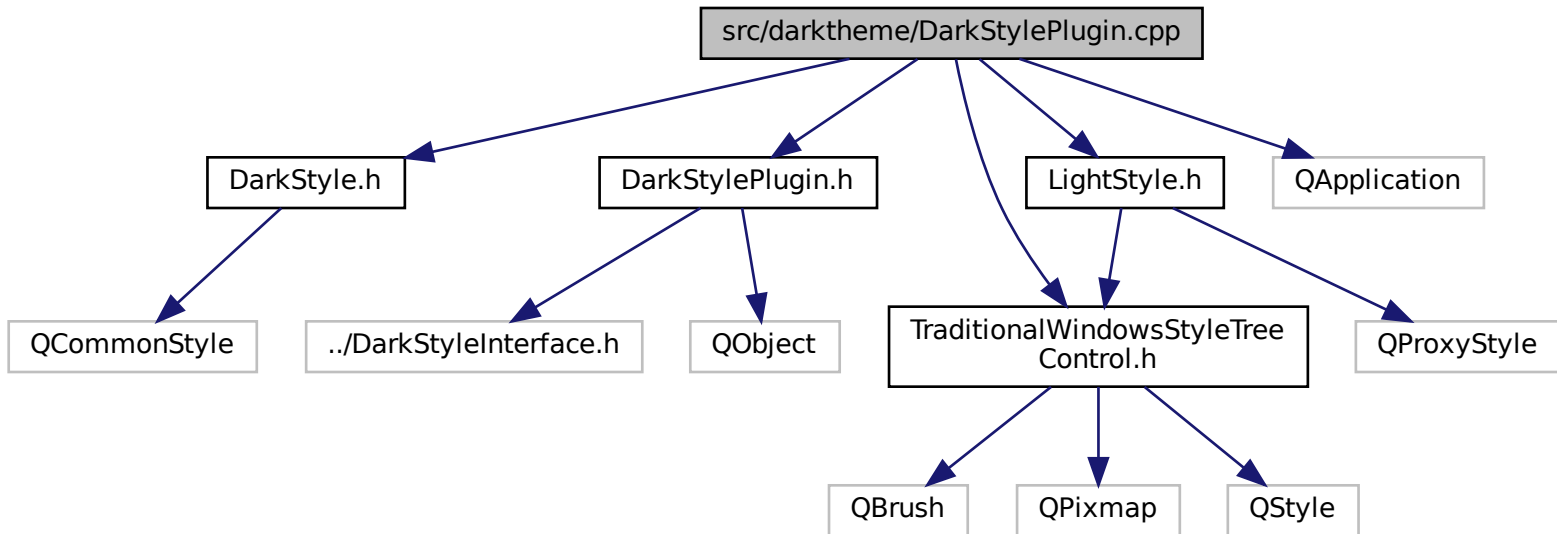 src/darktheme/DarkStylePlugin.cpp
DarkStyle.h
DarkStylePlugin.h
LightStyle.h
QApplication
QCommonStyle
../DarkStyleInterface.h
QObject
TraditionalWindowsStyleTree
Control.h
QProxyStyle
QBrush
QPixmap
QStyle